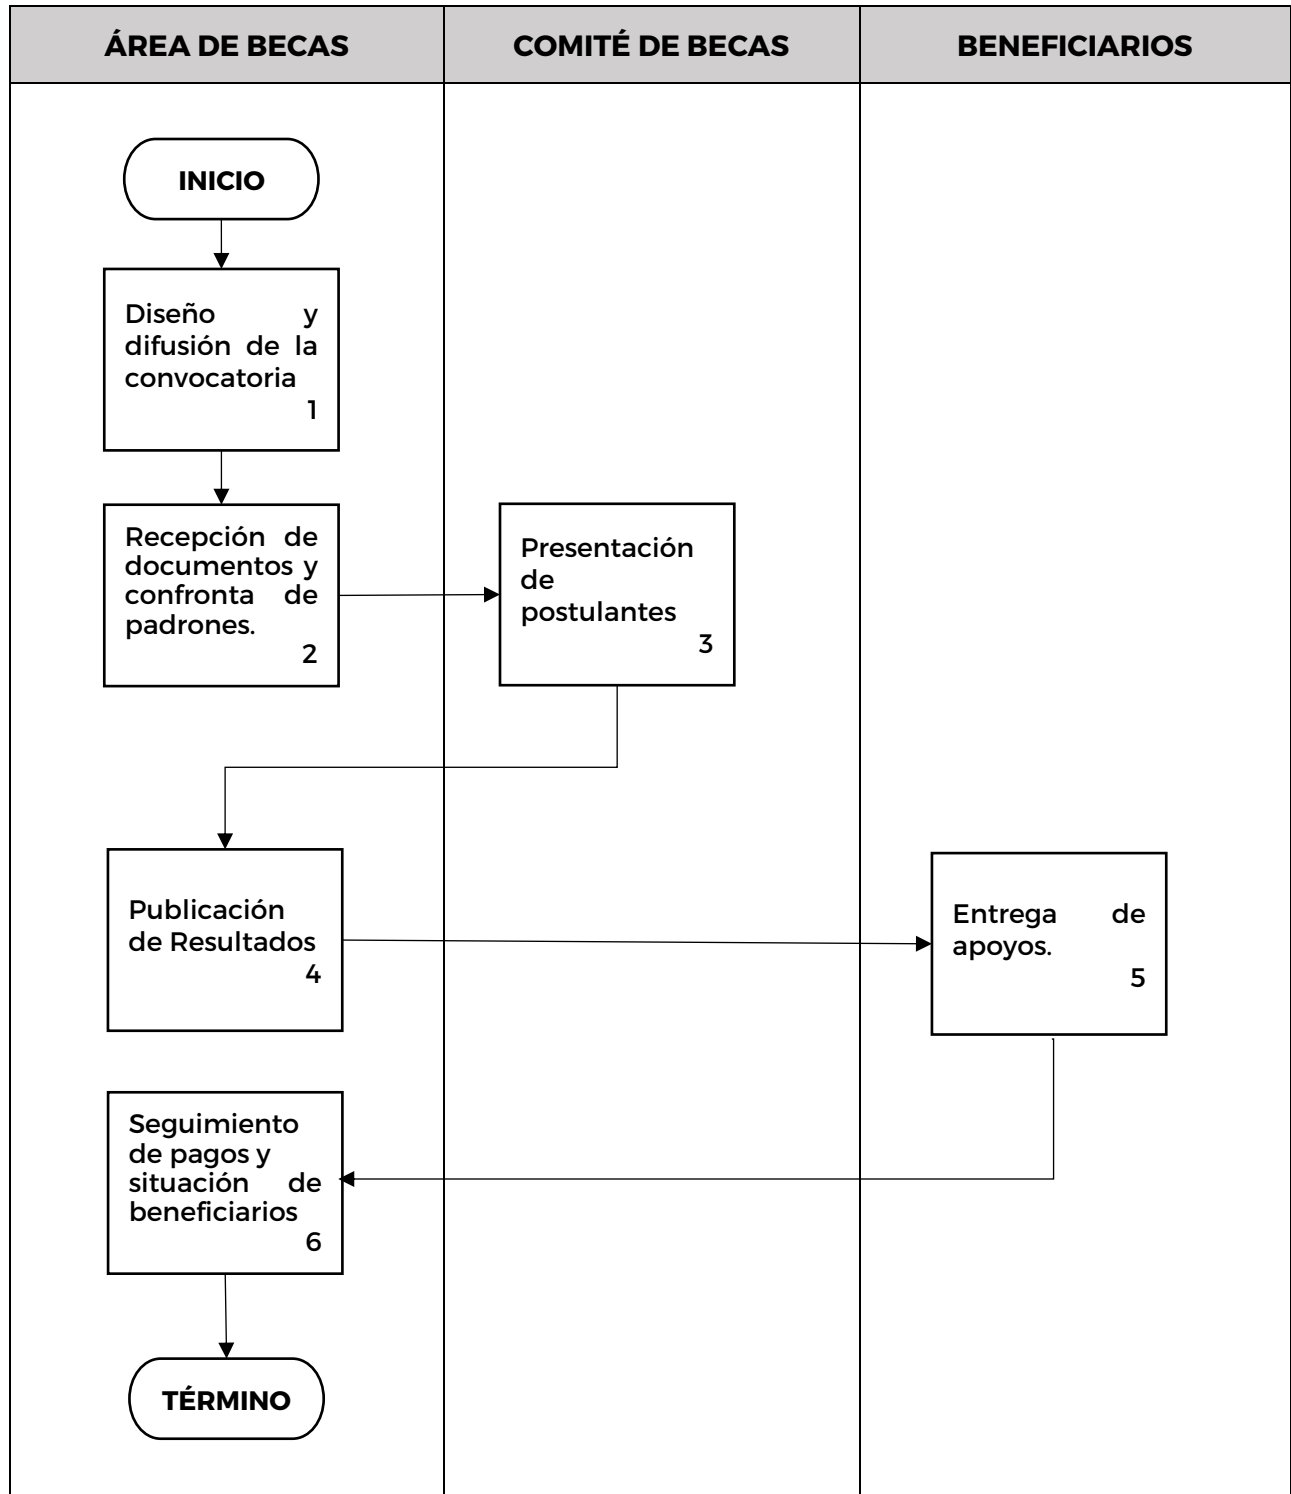 ÁREA DE BECAS
COMITÉ DE BECAS
BENEFICIARIOS
INICIO
Diseño y
difusión de la
convocatoria
1
Recepción de
documentos y
confronta de
padrones.
2
Presentación
de
postulantes
3
Publicación
de Resultados
4
Entrega de
apoyos.
5
Seguimiento
de pagos y
situación de
beneficiarios
6
TÉRMINO